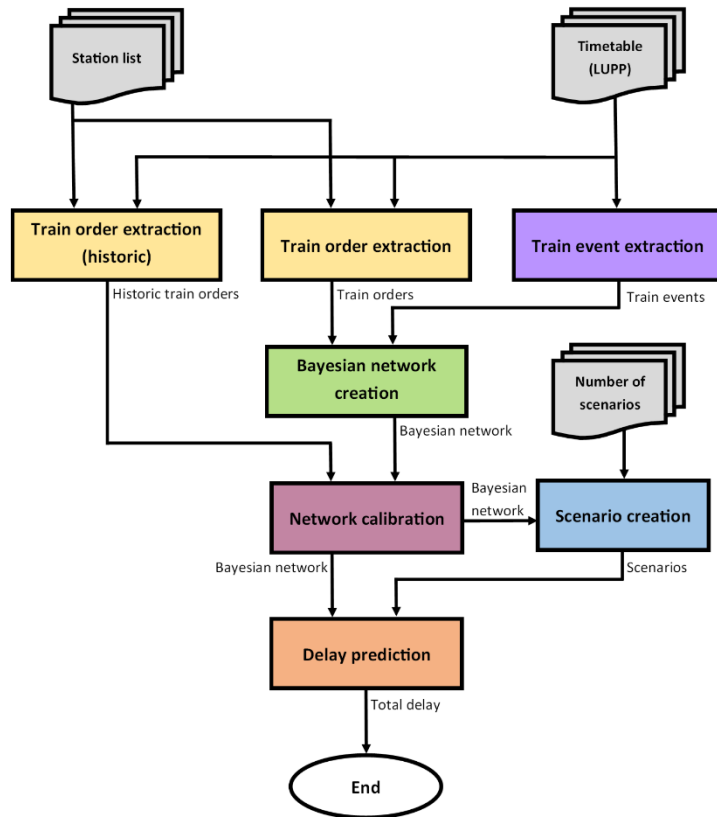 Station list
Timetable
(LUPP)
Train order extraction
(historic)
Train order extraction
Train event extraction
Historic train orders
Train orders
Train events
Bayesian network
creation
Number of
scenarios
Bayesian network
Network calibration
Bayesian
network
Scenario creation
Bayesian network
Scenarios
Delay prediction
Total delay
End